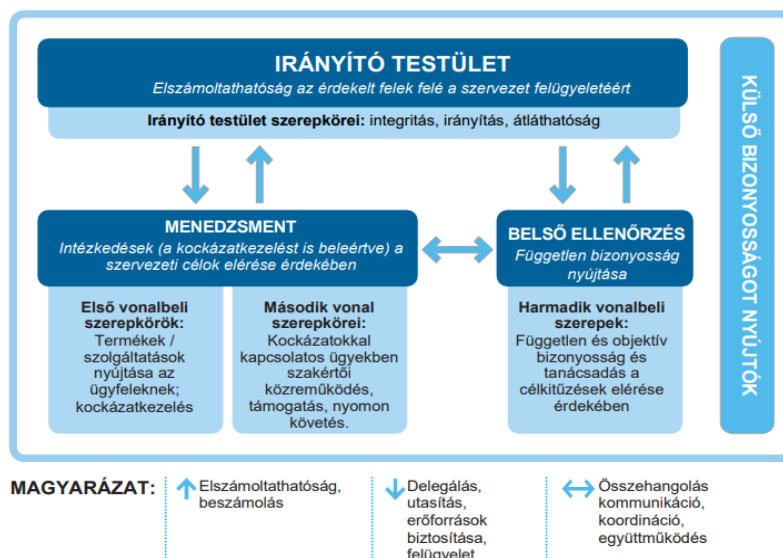 IRÁNYÍTÓ TESTÜLET
Elszámoltathatóság az érdekelt felek felé a szervezet felügyeletéért
Irányító testület szerepkörei: integritás, irányítás, átláthatóság
MENEDZSMENT
Intézkedések (a kockázatkezelést is beleértve) a
szervezeti célok elérése érdekében
Első vonalbeli
szerepkörök:
Termékek /
szolgáltatások
nyújtása az
ügyfeleknek;
kockázatkezelés
Második vonal
szerepkörei:
Kockázatokkal
kapcsolatos ügyekben
szakértői
közreműködés,
támogatás, nyomon
követés.
BELSŐ ELLENŐRZÉS
Független bizonyosság
nyújtása
Harmadik vonalbeli
szerepek:
Független és objektív
bizonyosság és
tanácsadás a
célkitűzések elérése
érdekében
KÜLSŐ BIZONYOSSÁGOT NYÚJTÓK
MAGYARÁZAT:
Elszámoltathatóság,
beszámolás
Delegálás,
utasítás,
erőforrások
biztosítása,
felügyelet
Összehangolás
kommunikáció,
koordináció,
együttműködés